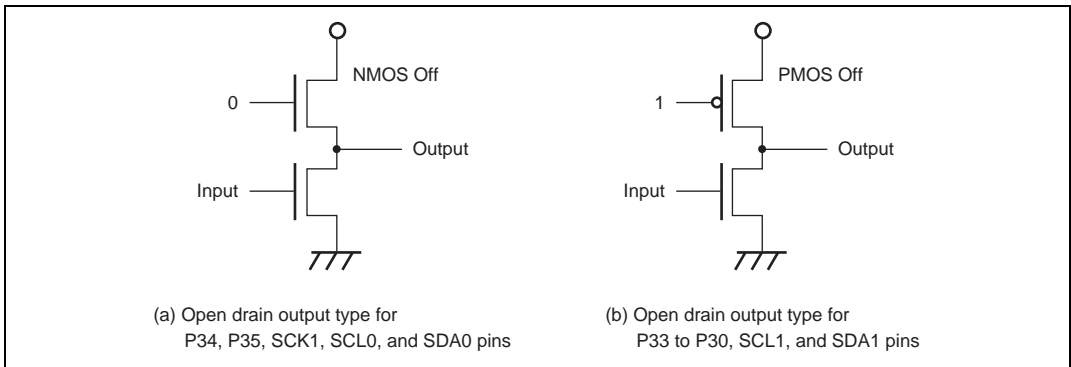 NMOS Off
0
Output
Input
(a) Open drain output type for
P34, P35, SCK1, SCL0, and SDA0 pins
PMOS Off
1
Output
Input
(b) Open drain output type for
P33 to P30, SCL1, and SDA1 pins